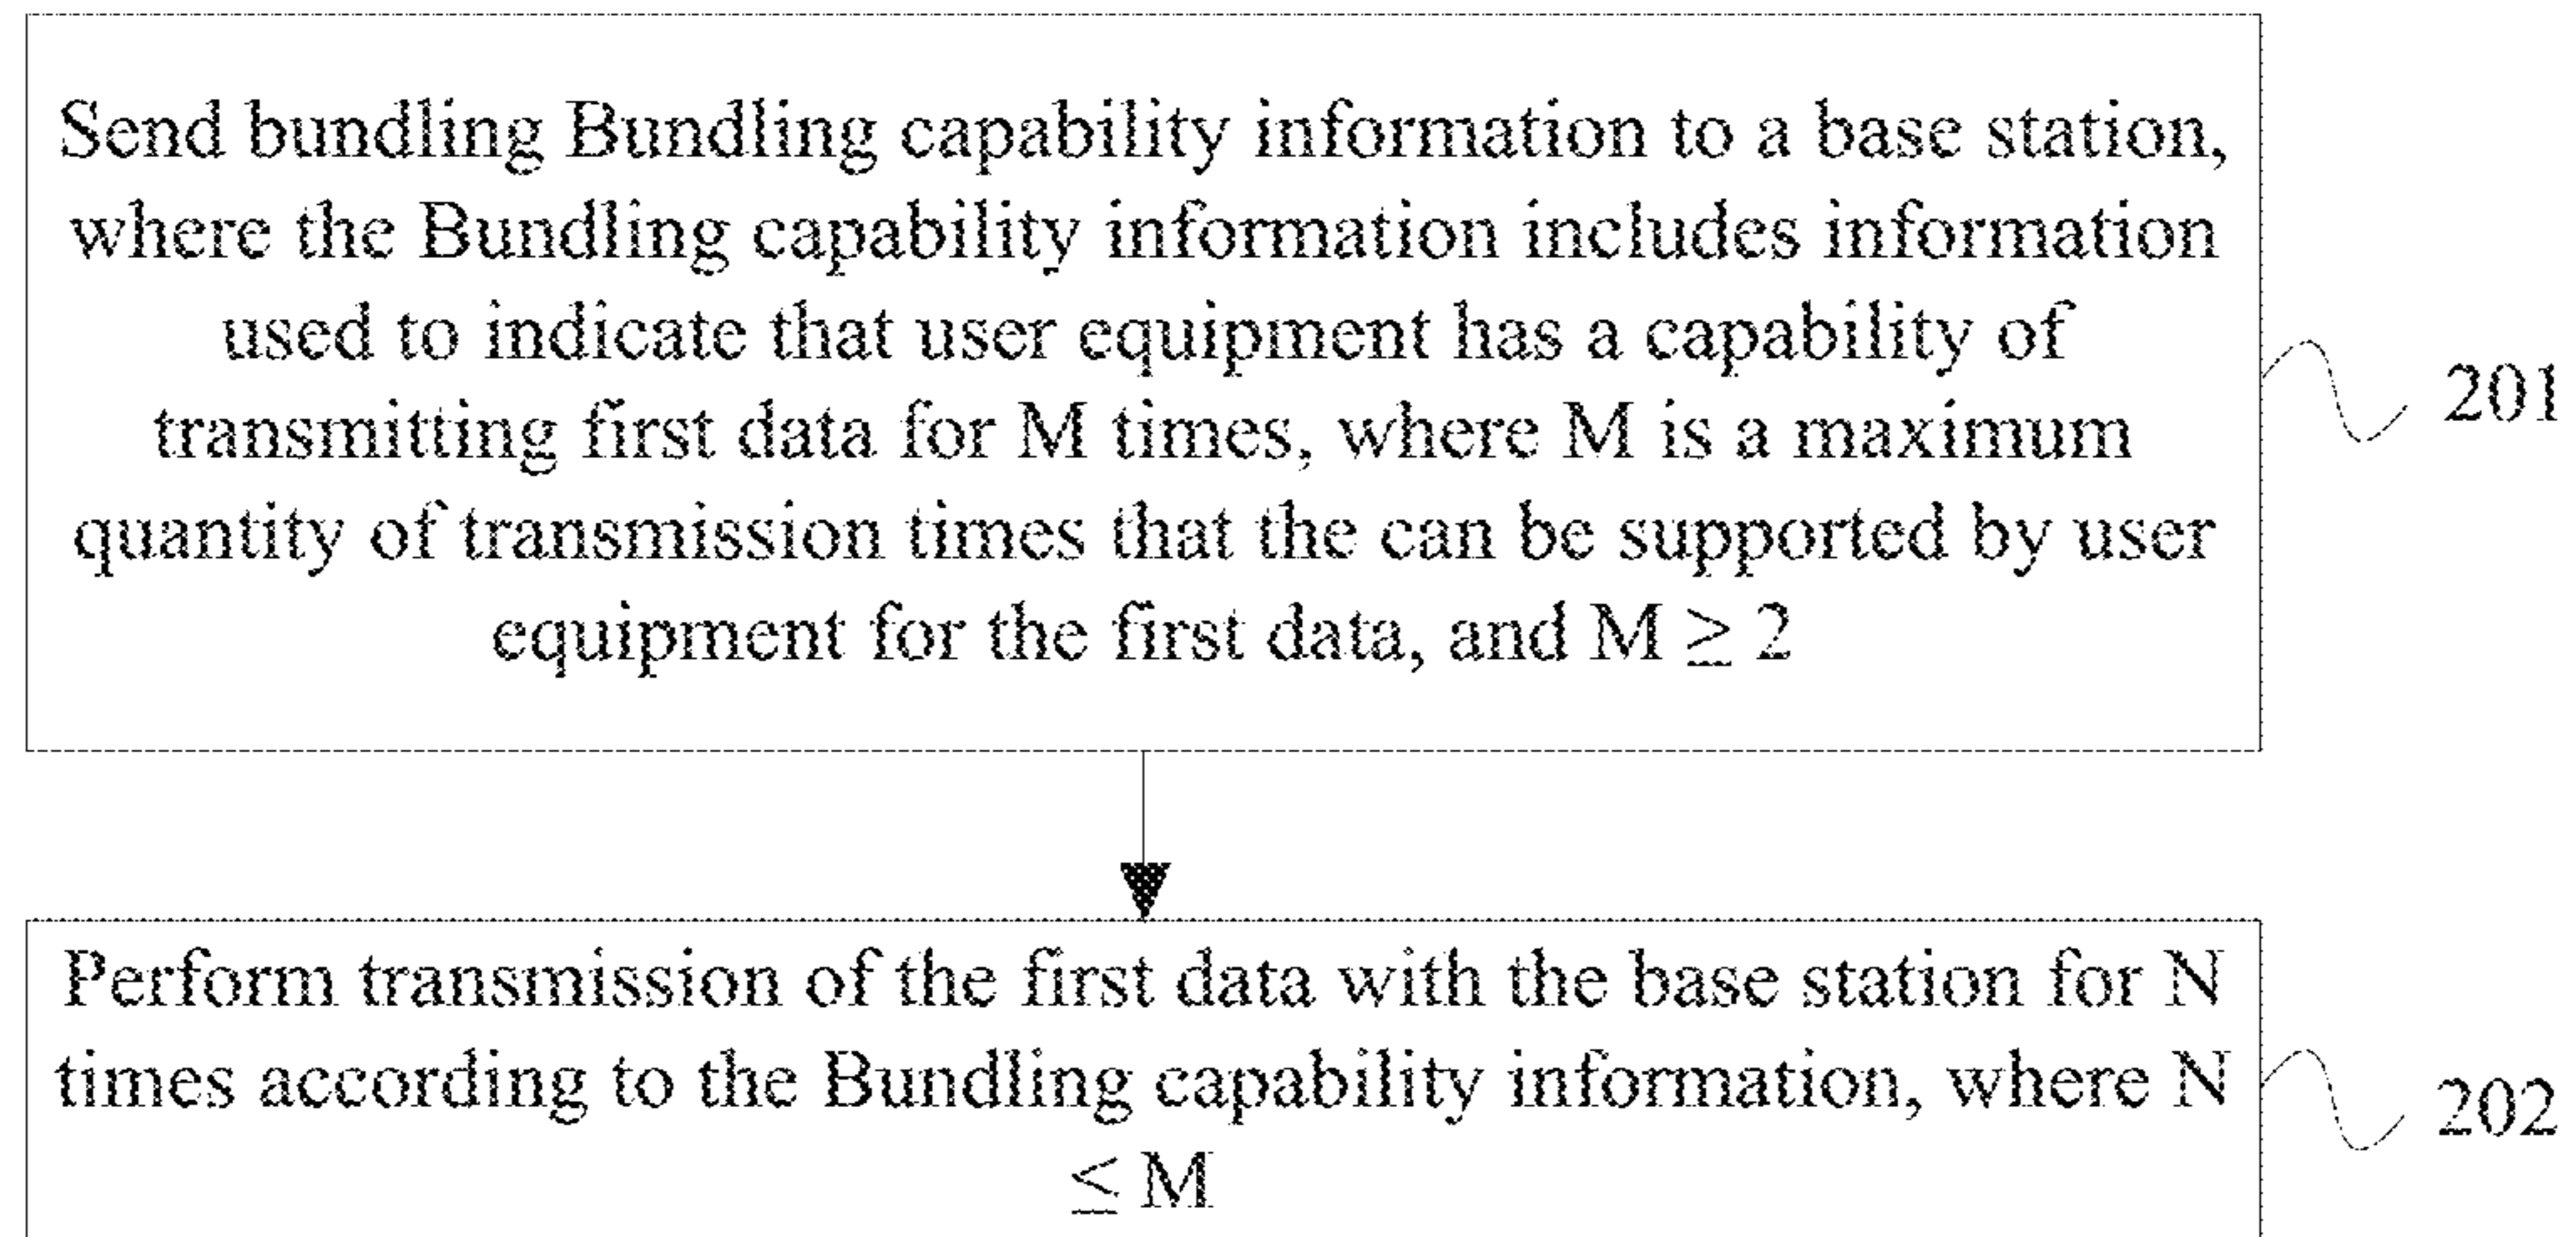 Send bundling Bundling capability information to a base station,
where the Bundling capability information includes information
used to indicate that user equipment has a capability of
transmitting first data for M times, where M is a maximum
quantity of transmission times that the can be supported by user
equipment for the first data, and M ≥ 2
201
Perform transmission of the first data with the base station for N
times according to the Bundling capability information, where N
≤ M
202